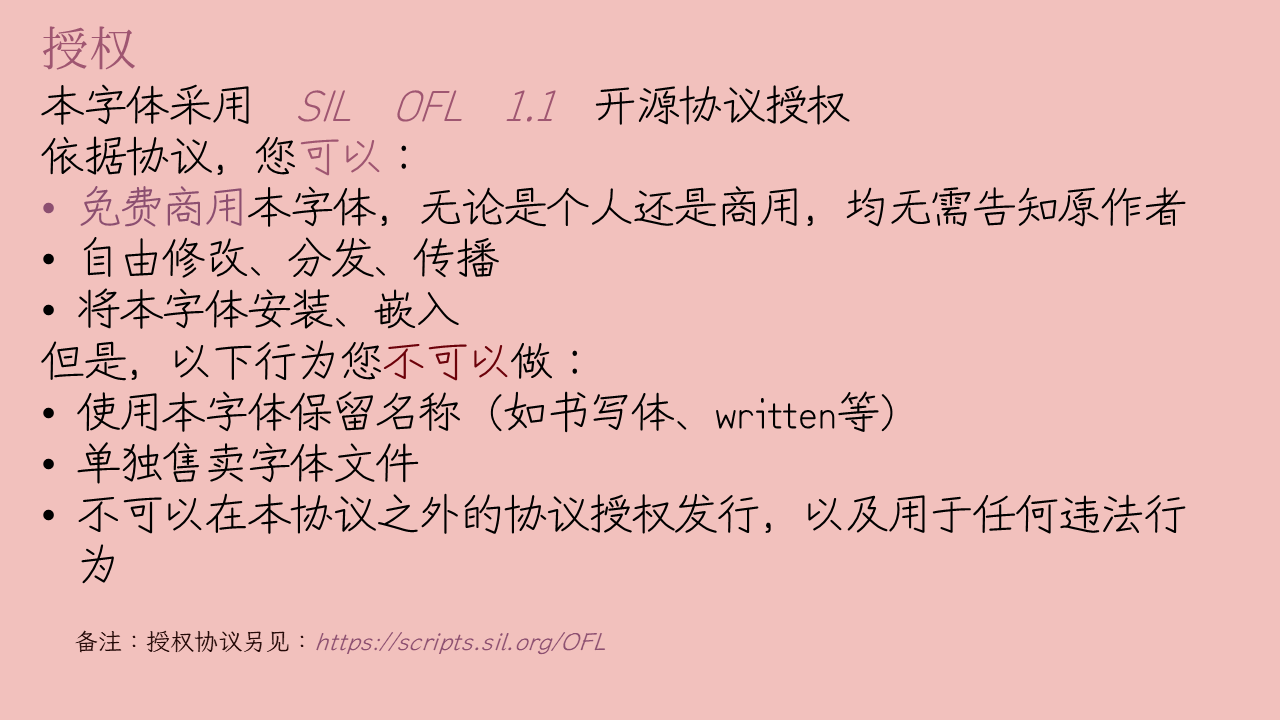 授权
本字体采用 SIL OFL 1.1 开源协议授权
依据协议，您可以：
• 免费商用本字体，无论是个人还是商用，均无需告知原作者
• 自由修改、分发、传播
• 将本字体安装、嵌入
但是，以下行为您不可以做：
• 使用本字体保留名称（如书写体、written等）
• 单独售卖字体文件
• 不可以在本协议之外的协议授权发行，以及用于任何违法行
为
备注：授权协议另见：https://scripts.sil.org/OFL